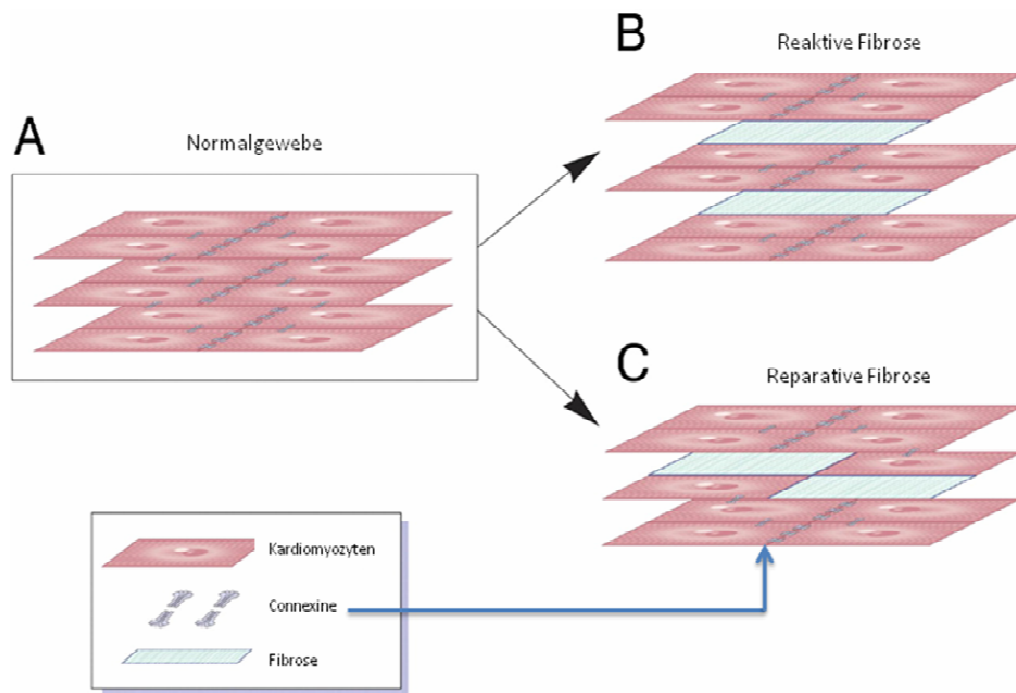 A
Normalgewebe
B
Reaktive Fibrose
C
Reparative Fibrose
Kardiomyozyten
Connexine
Fibrose